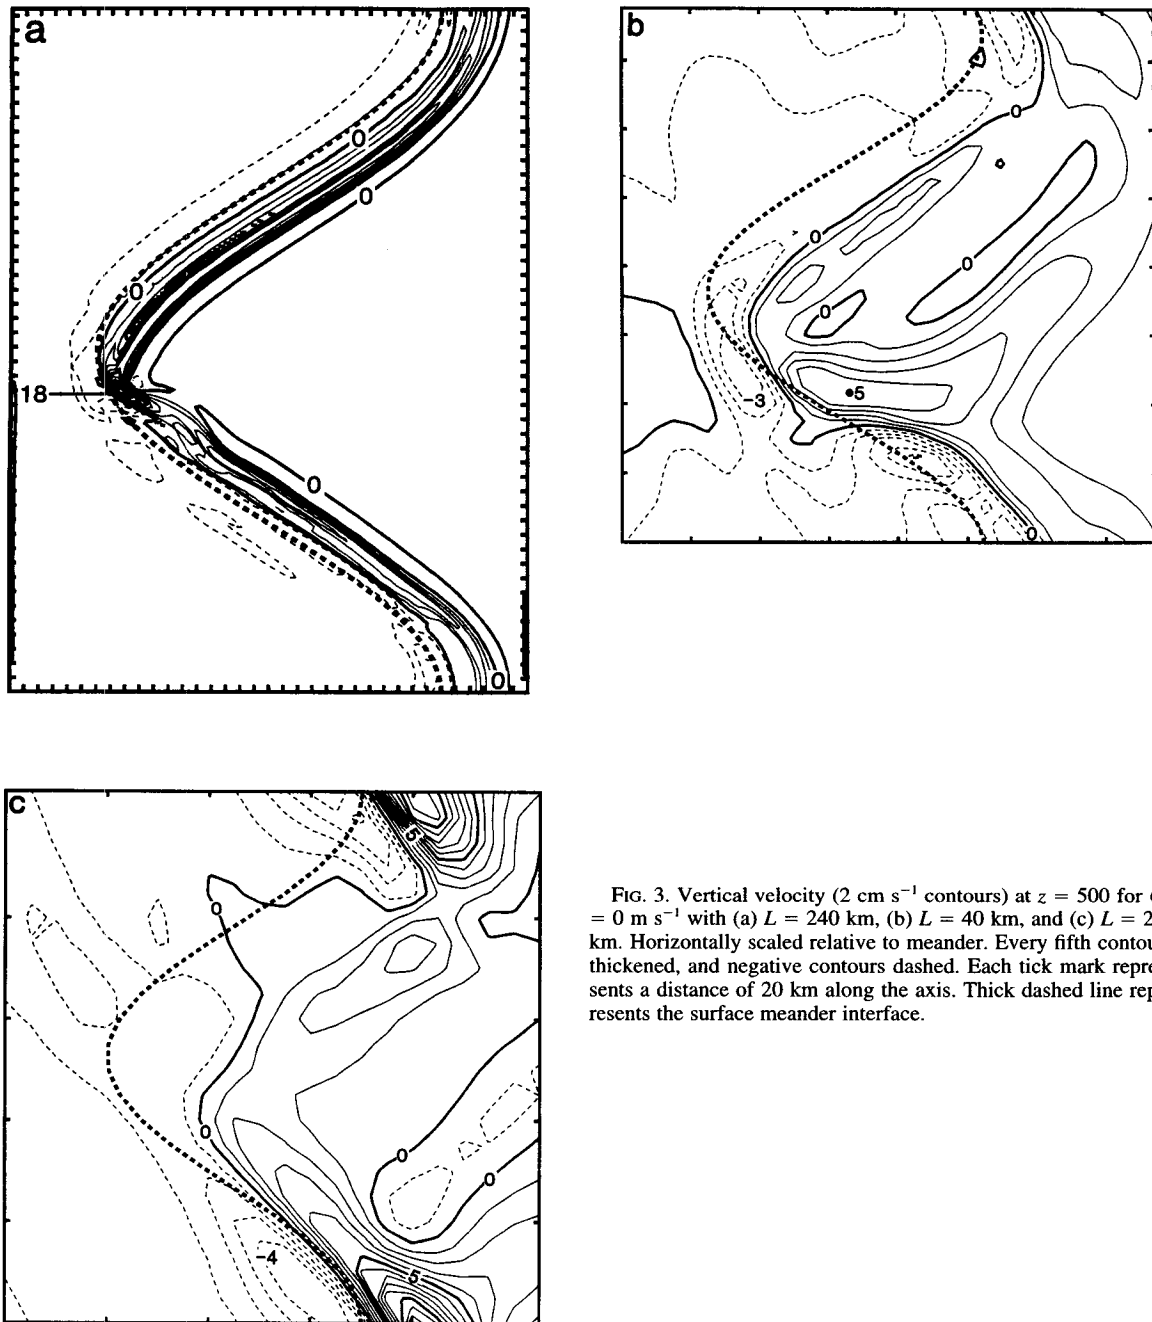 a
0
0
0
18
0
0
b
0
0
0
0
-3
5
0
c
5
0
0
0
0
-4
5
FIG. 3. Vertical velocity (2 cm s⁻¹ contours) at z = 500 for
= 0 m s⁻¹ with (a) L = 240 km, (b) L = 40 km, and (c) L = 2
km. Horizontally scaled relative to meander. Every fifth contou
thickened, and negative contours dashed. Each tick mark repre-
sents a distance of 20 km along the axis. Thick dashed line rep-
resents the surface meander interface.